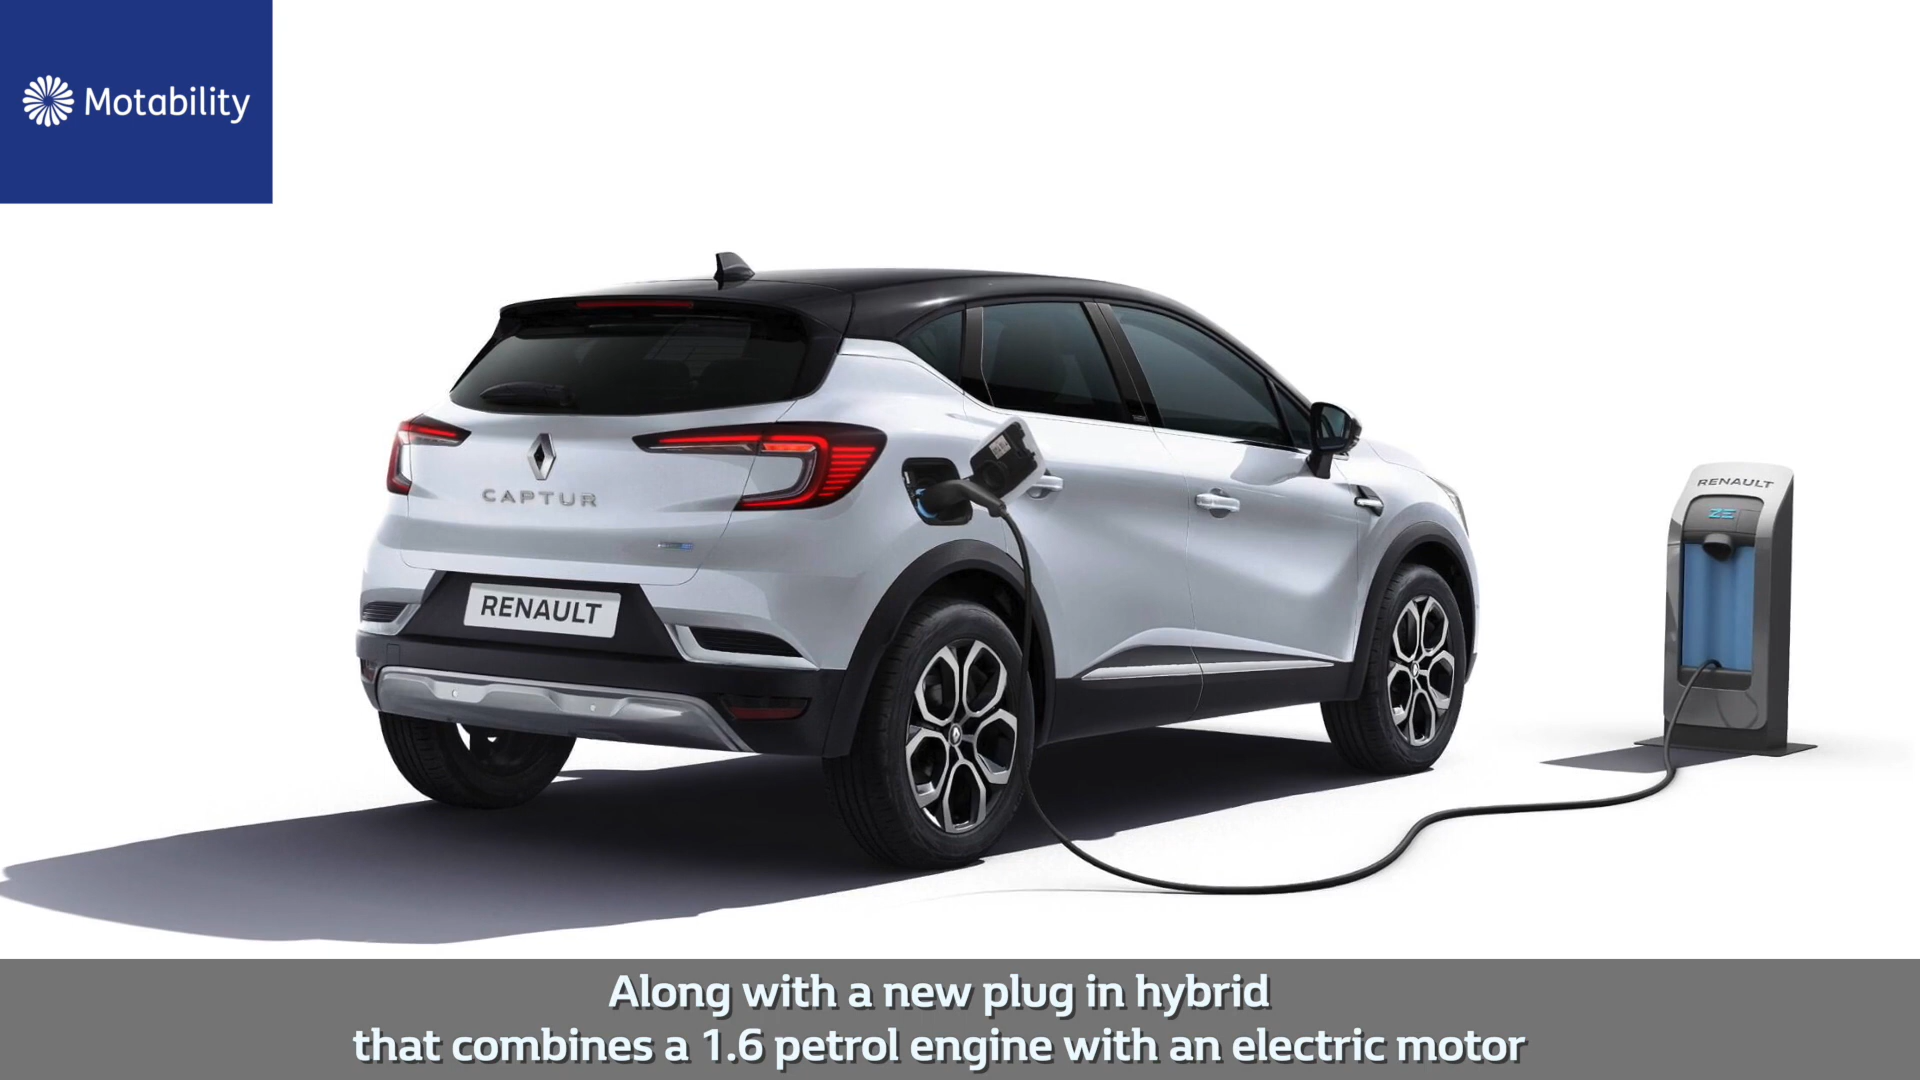 Motability
CAPTUR
RENAULT
RENAULT
ZE
Along with a new plug in hybrid
that combines a 1.6 petrol engine with an electric motor